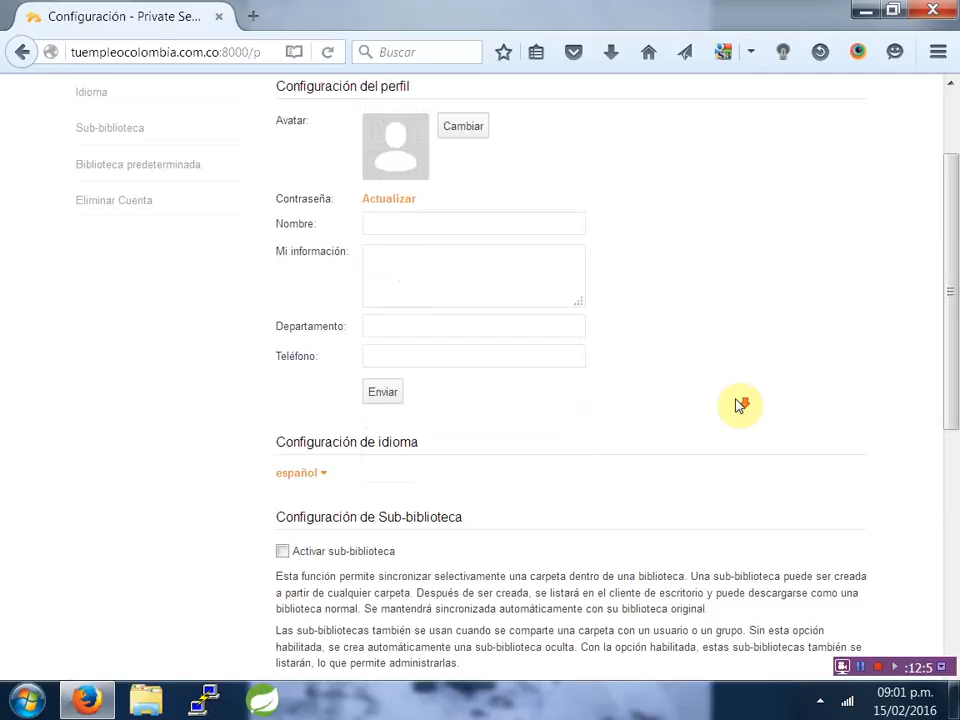 Configuración - Private Se...
tuempleocolombia.com.co:8000/p
Buscar
Idioma
Sub-biblioteca
Biblioteca predeterminada.
Eliminar Cuenta
Configuración del perfil
Avatar:
Cambiar
Contraseña:
Actualizar
Nombre:
Mi información:
Departamento:
Teléfono:
Enviar
Configuración de idioma
español
Configuración de Sub-biblioteca
Activar sub-biblioteca
Esta función permite sincronizar selectivamente una carpeta dentro de una biblioteca. Una sub-biblioteca puede ser creada
a partir de cualquier carpeta. Después de ser creada, se listará en el cliente de escritorio y puede descargarse como una
biblioteca normal. Se mantendrá sincronizada automáticamente con su biblioteca original.
Las sub-bibliotecas también se usan cuando se comparte una carpeta con un usuario o un grupo. Sin esta opción
habilitada, se crea automáticamente una sub-biblioteca oculta. Con la opción habilitada, estas sub-bibliotecas también se
listarán, lo que permite administrarlas.
:12:5
09:01 p.m.
15/02/2016